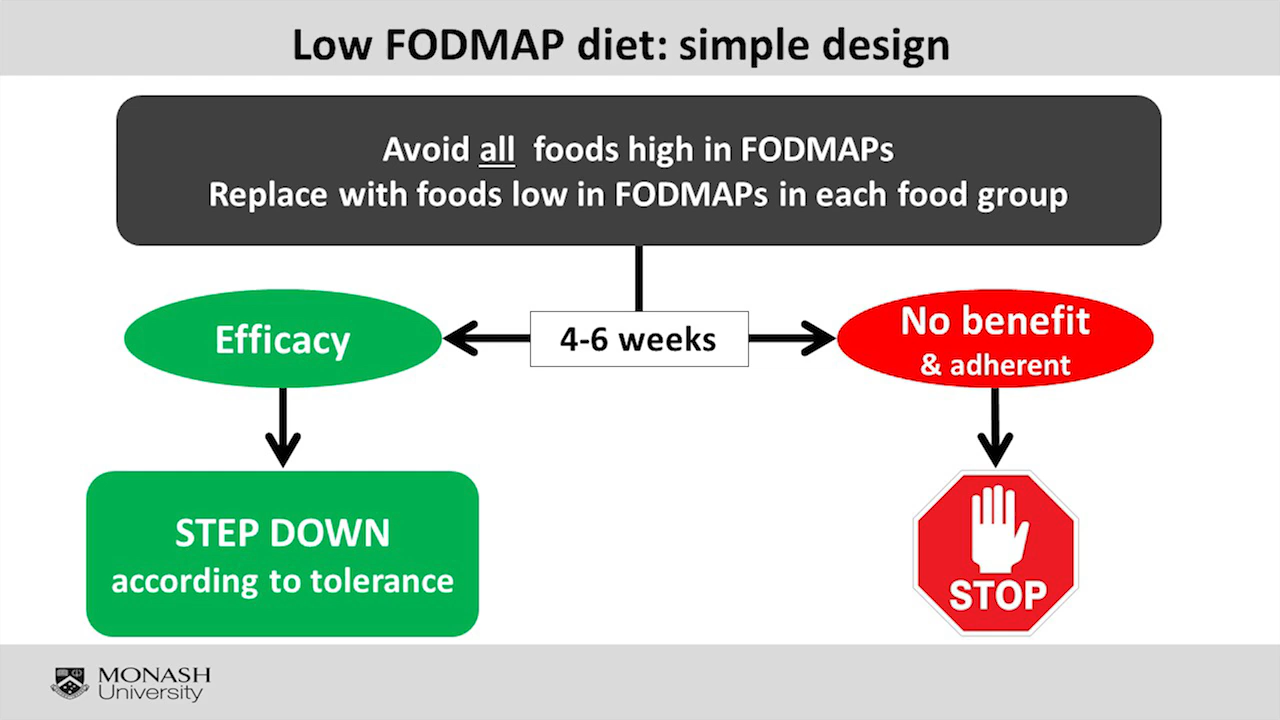 Low FODMAP diet: simple design
Avoid all foods high in FODMAPs
Replace with foods low in FODMAPs in each food group
Efficacy
4-6 weeks
No benefit
& adherent
STEP DOWN
according to tolerance
STOP
MONASH
University